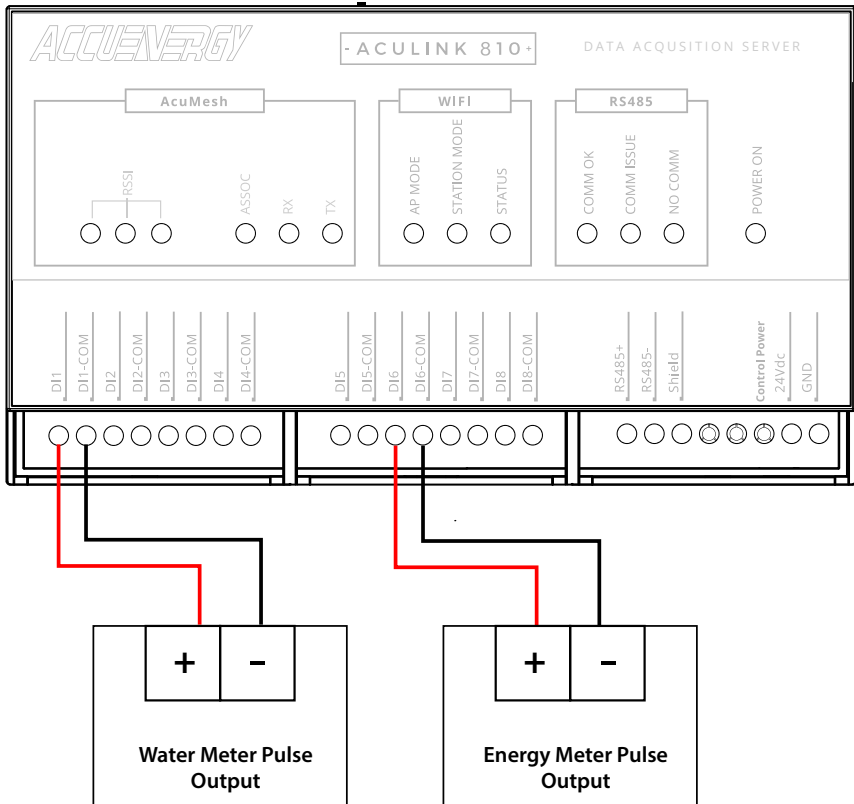 ACCUENERGY
- ACULINK 810 +
DATA ACQUSITION SERVER
AcuMesh
WIFI
RS485
RSSI
ASSOC
RX
TX
AP MODE
STATION MODE
STATUS
COMM OK
COMM ISSUE
NO COMM
POWER ON
DI1
DI1-COM
DI2
DI2-COM
DI3
DI3-COM
DI4
DI4-COM
DI5
DI5-COM
DI6
DI6-COM
DI7
DI7-COM
DI8
DI8-COM
RS485+
RS485-
Shield
Control Power
24Vdc
GND
+
-
+
-
Water Meter Pulse
Output
Energy Meter Pulse
Output